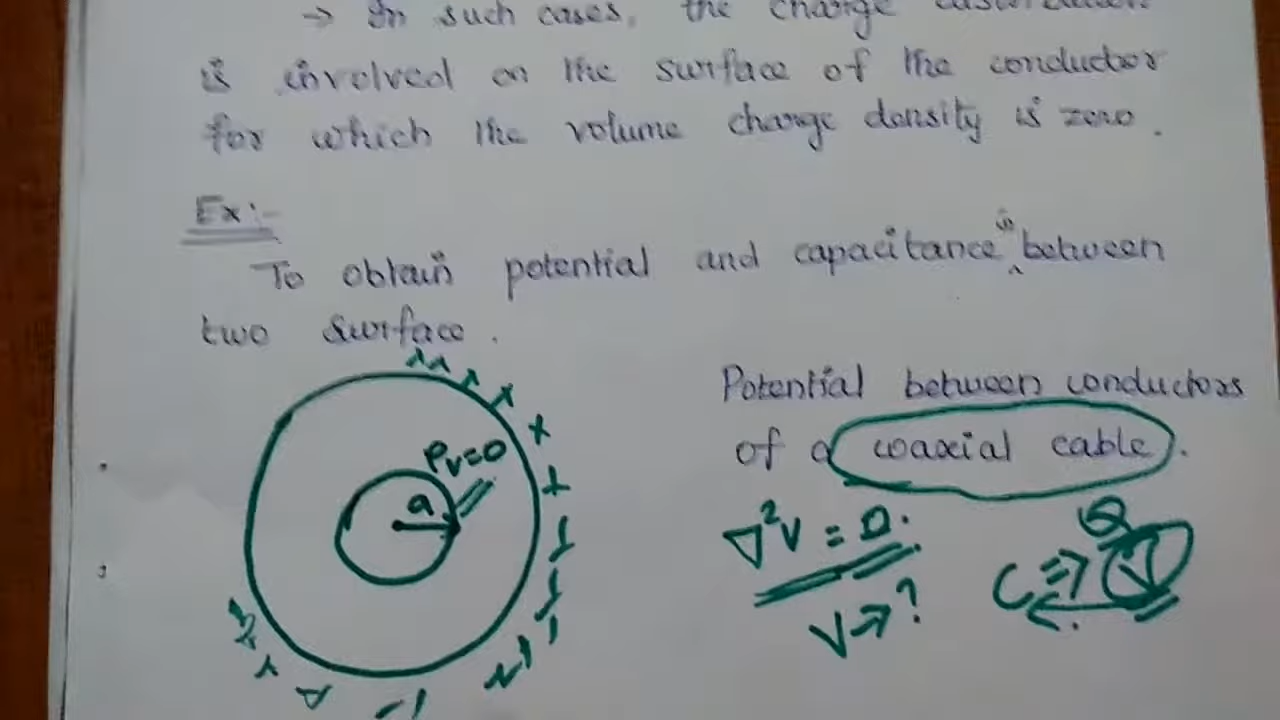 → In such cases, the charge distribution
is involved on the surface of the conductor
for which the volume charge density is zero.
Ex:-
To obtain potential and capacitance in between
two surface.
Potential between conductors
of a coaxial cable.
ρv=0
a
∇²V = 0.
V→?
C ⇒ Q/V